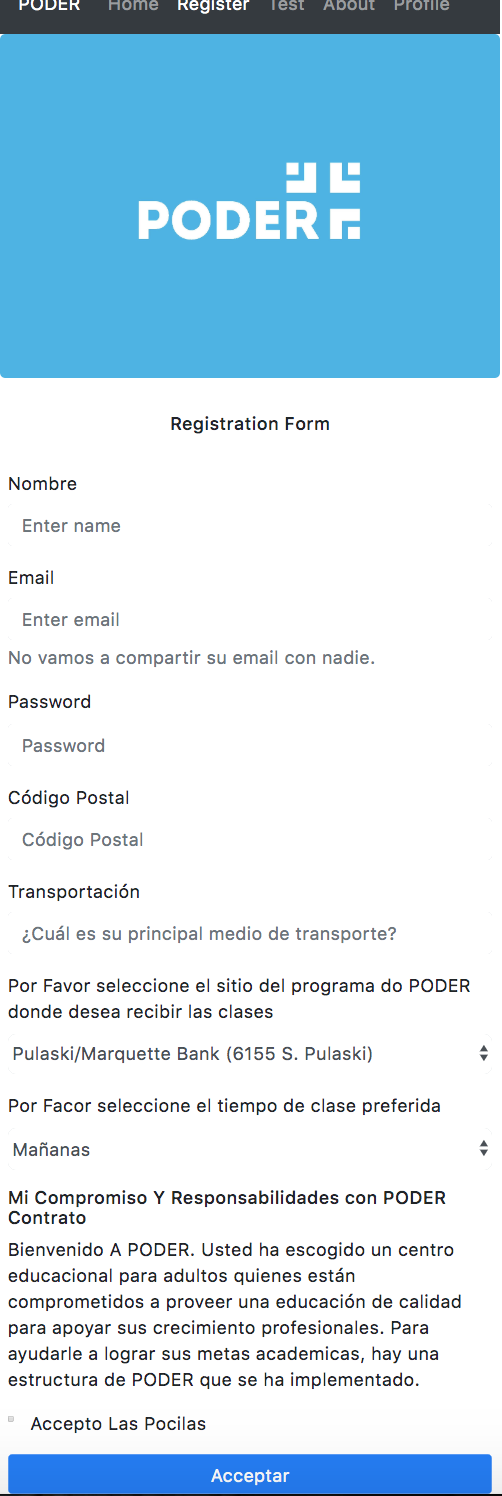 PODER Home Register Test About Profile
PODER
Registration Form
Nombre
Enter name
Email
Enter email
No vamos a compartir su email con nadie.
Password
Password
Código Postal
Código Postal
Transportación
¿Cuál es su principal medio de transporte?
Por Favor seleccione el sitio del programa do PODER
donde desea recibir las clases
Pulaski/Marquette Bank (6155 S. Pulaski)
Por Facor seleccione el tiempo de clase preferida
Mañanas
Mi Compromiso Y Responsabilidades con PODER
Contrato
Bienvenido A PODER. Usted ha escogido un centro
educacional para adultos quienes están
comprometidos a proveer una educación de calidad
para apoyar sus crecimiento profesionales. Para
ayudarle a lograr sus metas academicas, hay una
estructura de PODER que se ha implementado.
Accepto Las Pocilas
Acceptar